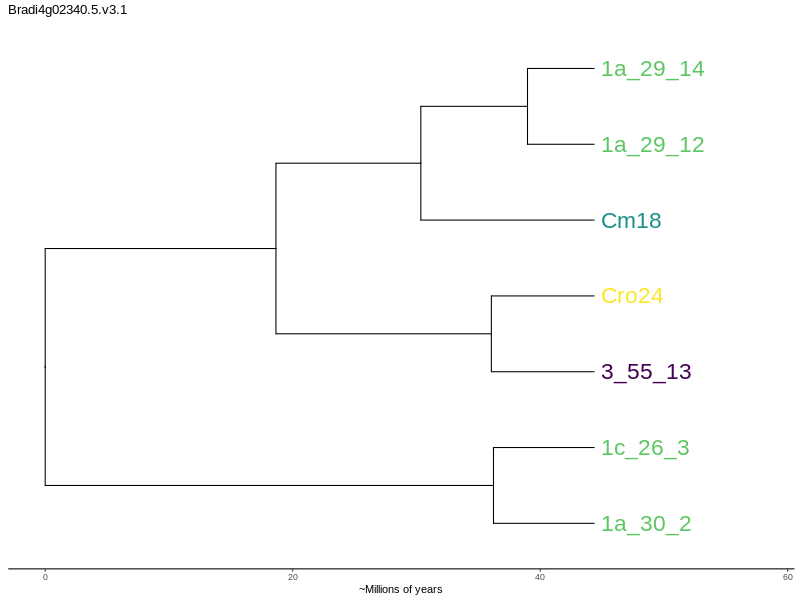 Bradi4g02340.5.v3.1
1a_29_14
1a_29_12
Cm18
Cro24
3_55_13
1c_26_3
1a_30_2
0 20 40 60
~Millions of years